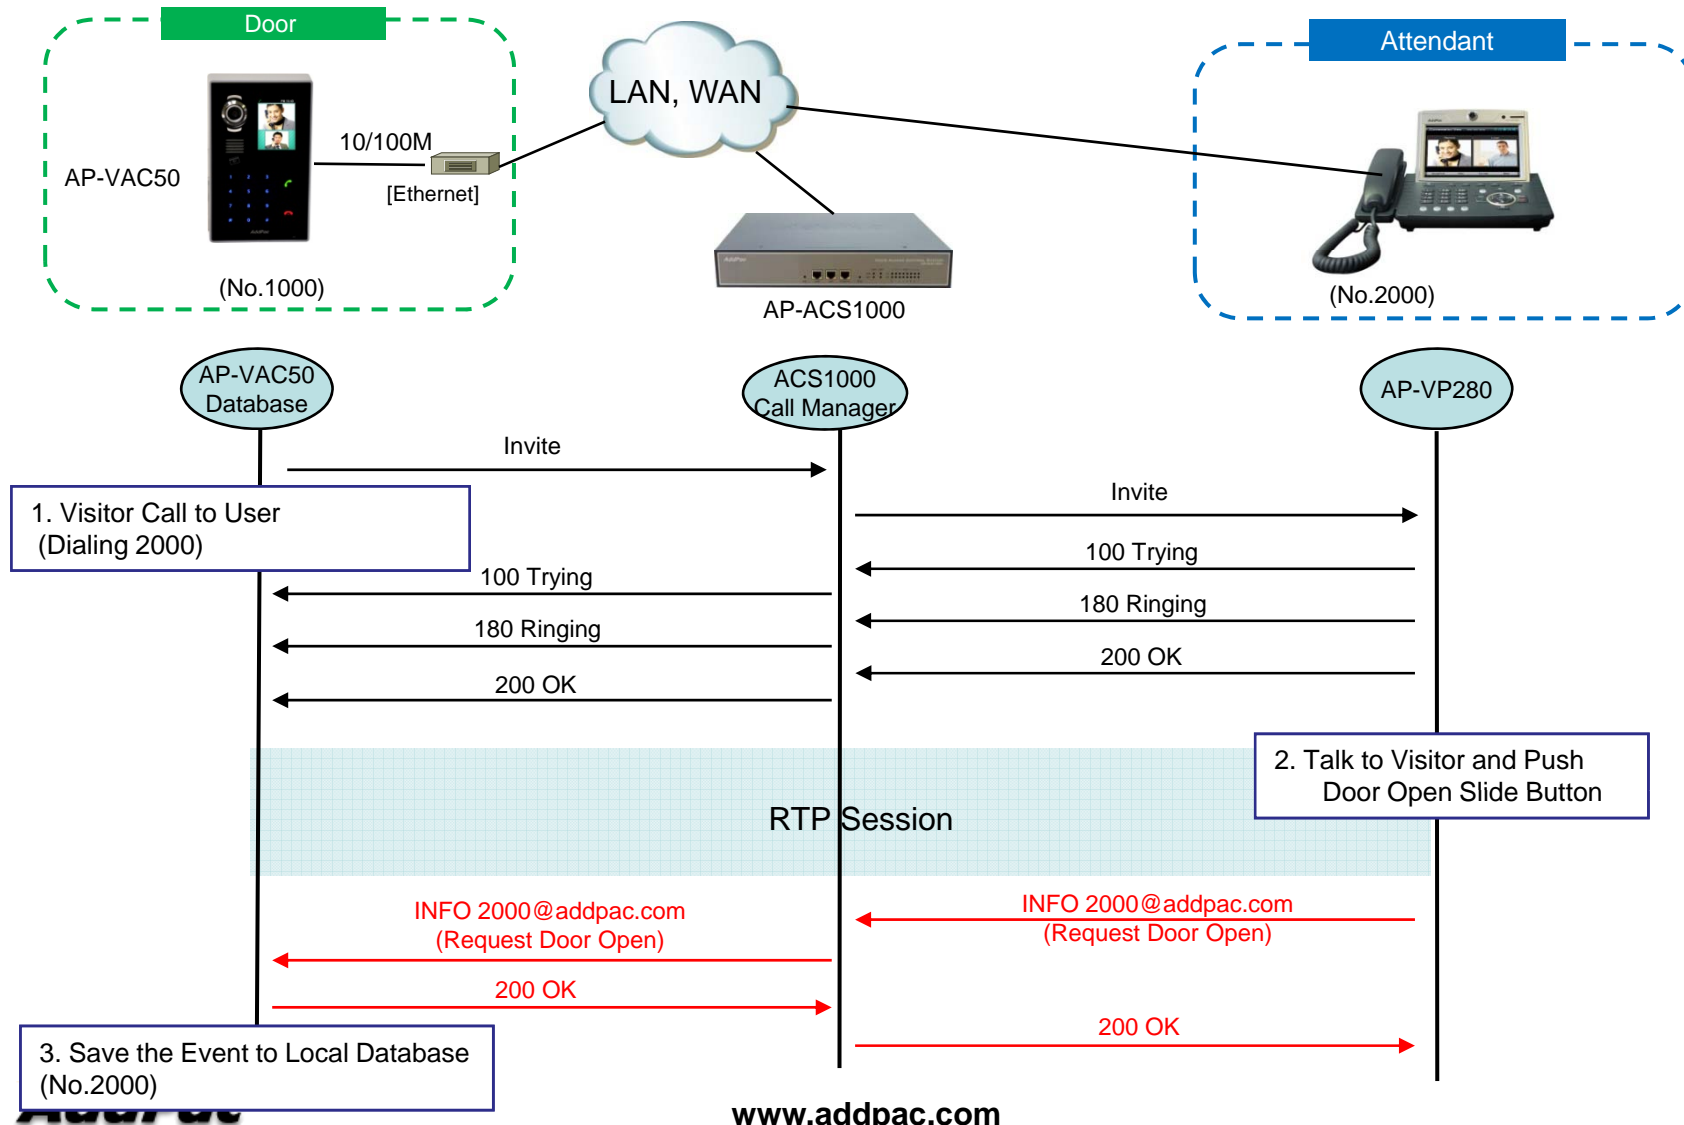 Door
Attendant
LAN, WAN
10/100M
AP-VAC50
[Ethernet]
(No.1000)
AP-ACS1000
(No.2000)
AP-VAC50
Database
ACS1000
Call Manager
AP-VP280
Invite
Invite
1. Visitor Call to User
(Dialing 2000)
100 Trying
100 Trying
180 Ringing
180 Ringing
200 OK
200 OK
2. Talk to Visitor and Push
Door Open Slide Button
RTP Session
INFO 2000@addpac.com
(Request Door Open)
INFO 2000@addpac.com
(Request Door Open)
200 OK
200 OK
3. Save the Event to Local Database
(No.2000)
AddPac
www.addpac.com